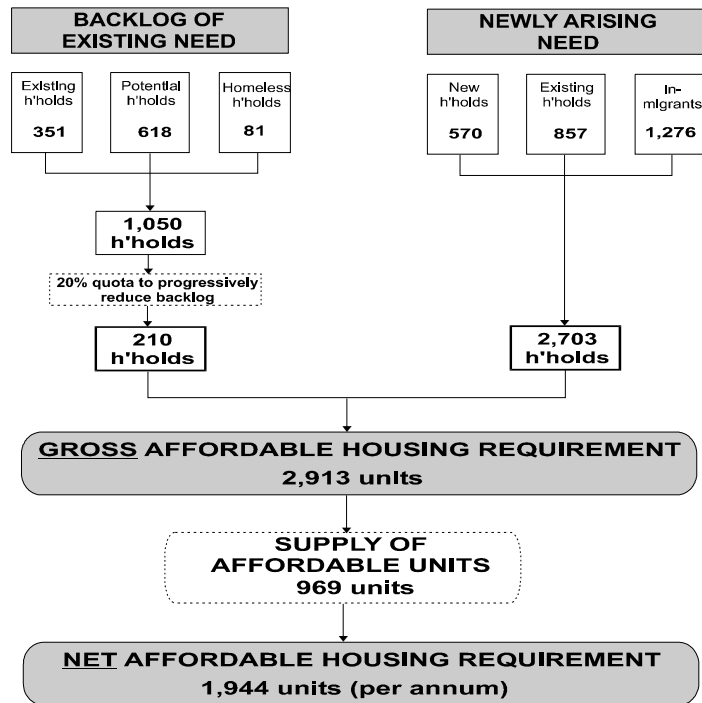 BACKLOG OF
EXISTING NEED
Existing
h'holds
351
Potential
h'holds
618
Homeless
h'holds
81
1,050
h'holds
20% quota to progressively
reduce backlog
210
h'holds
NEWLY ARISING
NEED
New
h'holds
570
Existing
h'holds
857
In-
migrants
1,276
2,703
h'holds
GROSS AFFORDABLE HOUSING REQUIREMENT
2,913 units
SUPPLY OF
AFFORDABLE UNITS
969 units
NET AFFORDABLE HOUSING REQUIREMENT
1,944 units (per annum)